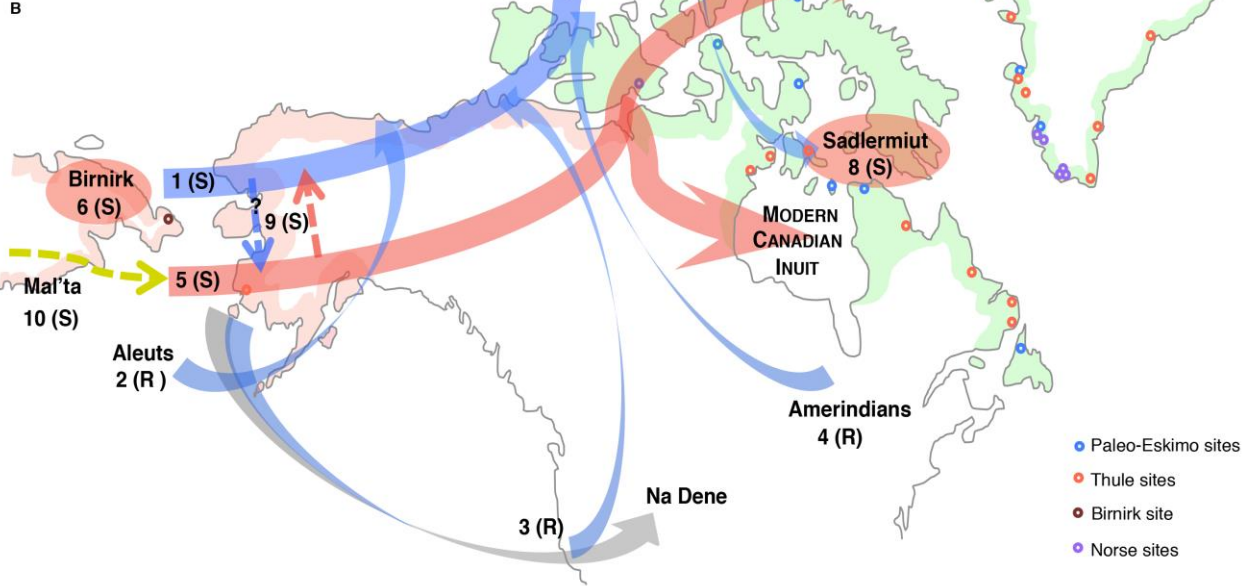 B
Birnirk
6 (S)
1 (S)
?
9 (S)
Sadlermiut
8 (S)
MODERN
CANADIAN
INUIT
Mal'ta
10 (S)
5 (S)
Aleuts
2 (R )
Amerindians
4 (R)
Na Dene
3 (R)
Paleo-Eskimo sites
Thule sites
Birnirk site
Norse sites